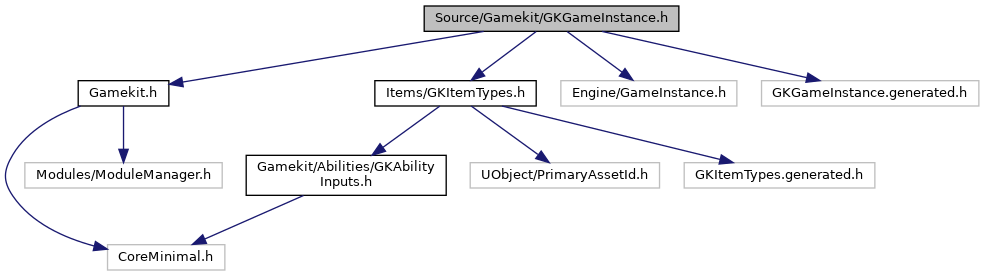 Source/Gamekit/GKGameInstance.h
Gamekit.h
Items/GKItemTypes.h
Engine/GameInstance.h
GKGameInstance.generated.h
Modules/ModuleManager.h
Gamekit/Abilities/GKAbility
Inputs.h
UObject/PrimaryAssetId.h
GKItemTypes.generated.h
CoreMinimal.h